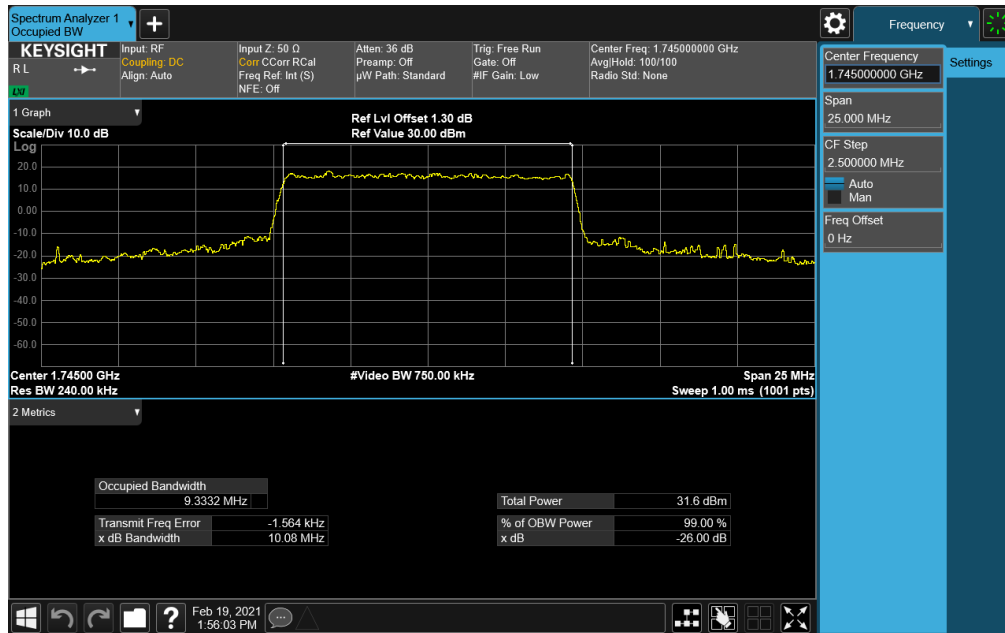 Spectrum Analyzer 1
Occupied BW
Frequency
KEYSIGHT
R L
LXI
Input: RF
Coupling: DC
Align: Auto
Input Z: 50 Ω
Corr CCorr RCal
Freq Ref: Int (S)
NFE: Off
Atten: 36 dB
Preamp: Off
µW Path: Standard
Trig: Free Run
Gate: Off
#IF Gain: Low
Center Freq: 1.745000000 GHz
Avg|Hold: 100/100
Radio Std: None
Center Frequency
1.745000000 GHz
Settings
Span
25.000 MHz
CF Step
2.500000 MHz
Auto
Man
Freq Offset
0 Hz
1 Graph
Scale/Div 10.0 dB
Ref Lvl Offset 1.30 dB
Ref Value 30.00 dBm
Log
20.0
10.0
0.00
-10.0
-20.0
-30.0
-40.0
-50.0
-60.0
Center 1.74500 GHz
#Video BW 750.00 kHz
Span 25 MHz
Res BW 240.00 kHz
Sweep 1.00 ms (1001 pts)
2 Metrics
Occupied Bandwidth
9.3332 MHz
Total Power 31.6 dBm
Transmit Freq Error -1.564 kHz
% of OBW Power 99.00 %
x dB Bandwidth 10.08 MHz
x dB -26.00 dB
?
Feb 19, 2021
1:56:03 PM